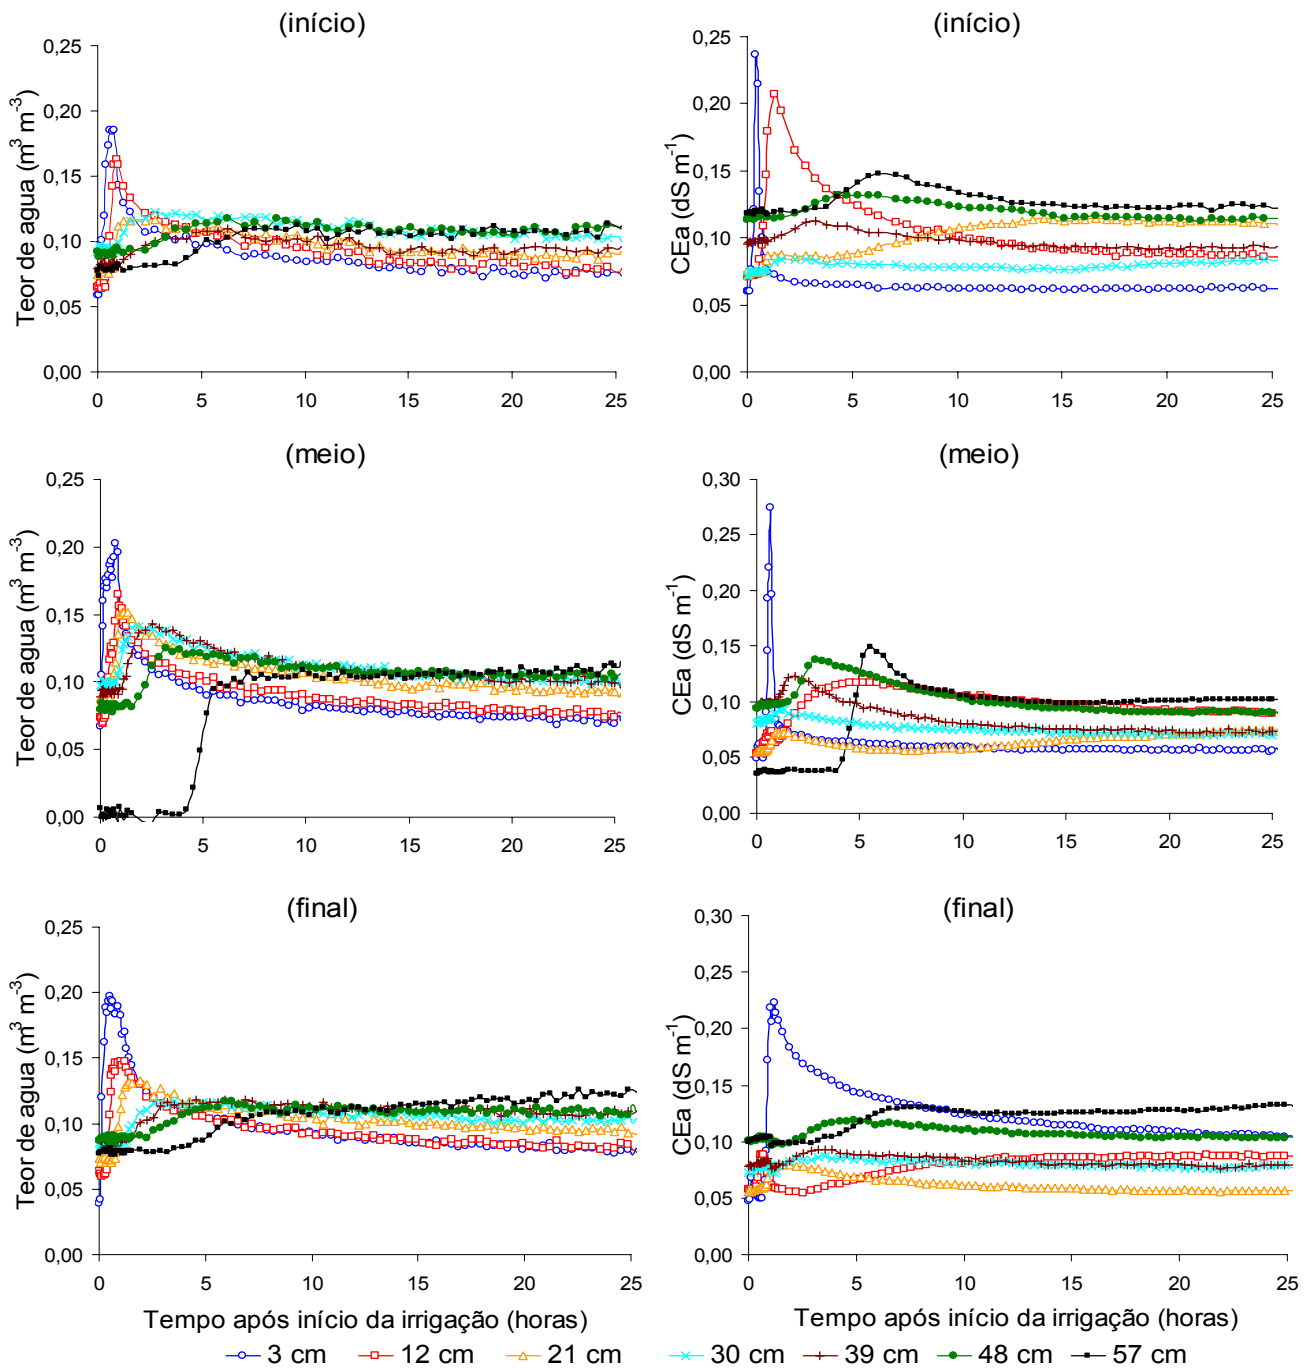 (início)
Teor de agua (m³ m⁻³)
0,25
0,20
0,15
0,10
0,05
0,00
0 5 10 15 20 25
(início)
CEa (dS m⁻¹)
0,25
0,20
0,15
0,10
0,05
0,00
0 5 10 15 20 25
(meio)
Teor de agua (m³ m⁻³)
0,25
0,20
0,15
0,10
0,05
0,00
0 5 10 15 20 25
(meio)
CEa (dS m⁻¹)
0,30
0,25
0,20
0,15
0,10
0,05
0,00
0 5 10 15 20 25
(final)
Teor de agua (m³ m⁻³)
0,25
0,20
0,15
0,10
0,05
0,00
0 5 10 15 20 25
Tempo após início da irrigação (horas)
(final)
CEa (dS m⁻¹)
0,30
0,25
0,20
0,15
0,10
0,05
0,00
0 5 10 15 20 25
Tempo após início da irrigação (horas)
3 cm 12 cm 21 cm 30 cm 39 cm 48 cm 57 cm